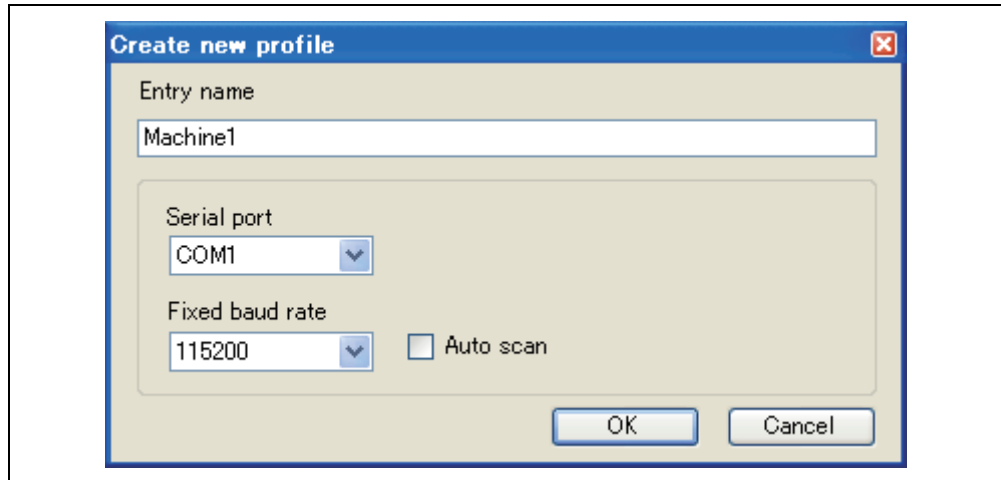 Create new profile
Entry name
Machine1
Serial port
COM1
Fixed baud rate
115200
Auto scan
OK
Cancel